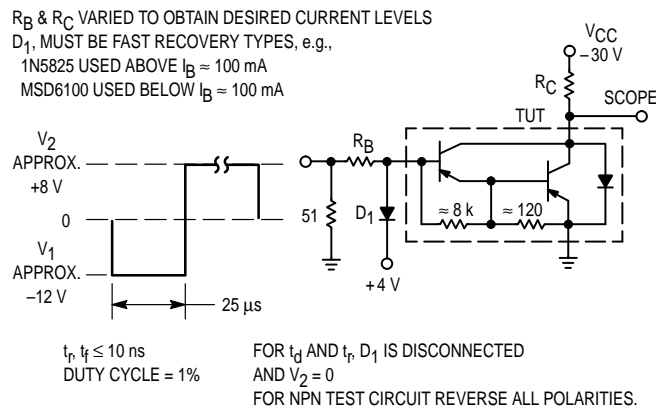 R_B & R_C VARIED TO OBTAIN DESIRED CURRENT LEVELS
D_1, MUST BE FAST RECOVERY TYPES, e.g.,
1N5825 USED ABOVE I_B ≈ 100 mA
MSD6100 USED BELOW I_B ≈ 100 mA
V_CC
–30 V
R_C
SCOPE
TUT
V_2
APPROX.
+8 V
0
V_1
APPROX.
–12 V
25 μs
R_B
51
D_1
+4 V
≈ 8 k
≈ 120
t_r, t_f ≤ 10 ns
DUTY CYCLE = 1%
FOR t_d AND t_r, D_1 IS DISCONNECTED
AND V_2 = 0
FOR NPN TEST CIRCUIT REVERSE ALL POLARITIES.